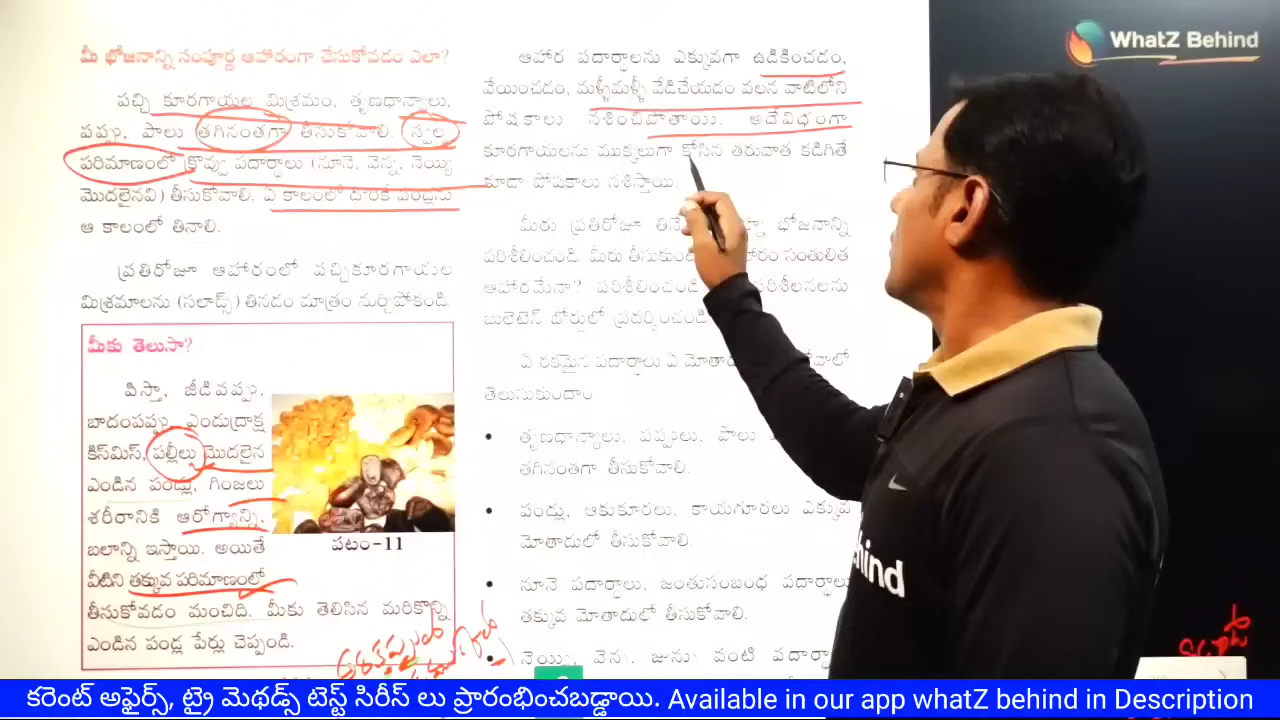 మీ భోజనాన్ని సంపూర్ణ ఆహారంగా చేసుకోవడం ఎలా?
పచ్చి కూరగాయల మిశ్రమం, తృణధాన్యాలు,
పప్పు, పాలు తగినంతగా తీసుకోవాలి. స్వల్ప
పరిమాణంలో క్రొవ్వు పదార్థాలు (నూనె, వెన్న, నెయ్యి
మొదలైనవి) తీసుకోవాలి. ఏ కాలంలో దొరికే పండ్లను
ఆ కాలంలో తినాలి.
ప్రతిరోజూ ఆహారంలో పచ్చికూరగాయల
మిశ్రమాలను (సలాడ్స్) తినడం మాత్రం మర్చిపోకండి.
మీకు తెలుసా?
పిస్తా, జీడిపప్పు,
బాదంపప్పు, ఎండుద్రాక్ష
కిస్‌మిస్, పల్లీలు మొదలైన
ఎండిన పండ్లు, గింజలు
శరీరానికి ఆరోగ్యాన్ని,
బలాన్ని ఇస్తాయి. అయితే
వీటిని తక్కువ పరిమాణంలో
తీసుకోవడం మంచిది. మీకు తెలిసిన మరికొన్ని
ఎండిన పండ్ల పేర్లు చెప్పండి.
పటం-11
ఆహార పదార్థాలను ఎక్కువగా ఉడికించడం,
వేయించడం, మళ్ళీమళ్ళీ వేడిచేయడం వలన వాటిలోని
పోషకాలు నశించిపోతాయి. అదేవిధంగా
కూరగాయలను ముక్కలుగా కోసిన తరువాత కడిగితే
కూడా పోషకాలు నశిస్తాయి.
మీరు ప్రతిరోజూ భోజనాన్ని
పరిశీలించండి. మీరు సంతులిత
ఆహారమేనా? పరిశీలించండి. పరిశీలనలను
బులెటిన్ బోర్డులో ప్రదర్శించండి
ఏ రకమైన పదార్థాలు ఏ
తెలుసుకుందాం.
• తృణధాన్యాలు, పప్పులు, పాలు
తగినంతగా తీసుకోవాలి.
• పండ్లు, ఆకుకూరలు, కాయగూరలు ఎక్కువ
మోతాదులో తీసుకోవాలి.
• నూనె పదార్థాలు, జంతుసంబంధ పదార్థాలు
తక్కువ మోతాదులో తీసుకోవాలి.
• నెయ్యి, వెన్న, జున్ను వంటి
WhatZ Behind
hind
కరెంట్ అఫైర్స్, ట్రై మెథడ్స్ టెస్ట్ సిరీస్ లు ప్రారంభించబడ్డాయి. Available in our app whatZ behind in Description